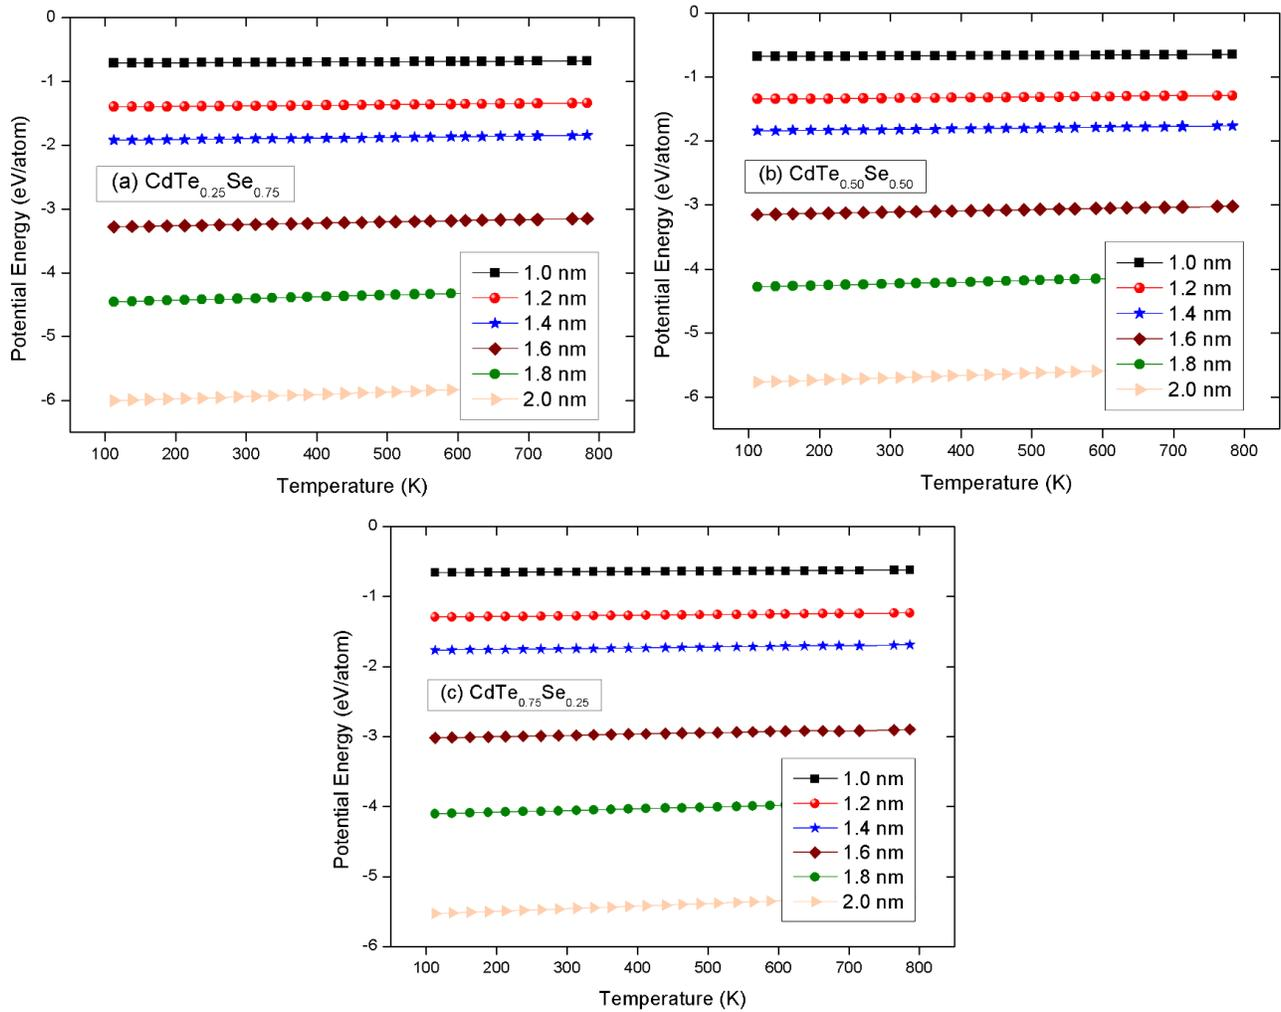 0
-1
-2
-3
-4
-5
-6
Potential Energy (eV/atom)
(a) CdTe0.25Se0.75
1.0 nm
1.2 nm
1.4 nm
1.6 nm
1.8 nm
2.0 nm
100 200 300 400 500 600 700 800
Temperature (K)
0
-1
-2
-3
-4
-5
-6
Potential Energy (eV/atom)
(b) CdTe0.50Se0.50
1.0 nm
1.2 nm
1.4 nm
1.6 nm
1.8 nm
2.0 nm
100 200 300 400 500 600 700 800
Temperature (K)
0
-1
-2
-3
-4
-5
-6
Potential Energy (eV/atom)
(c) CdTe0.75Se0.25
1.0 nm
1.2 nm
1.4 nm
1.6 nm
1.8 nm
2.0 nm
100 200 300 400 500 600 700 800
Temperature (K)